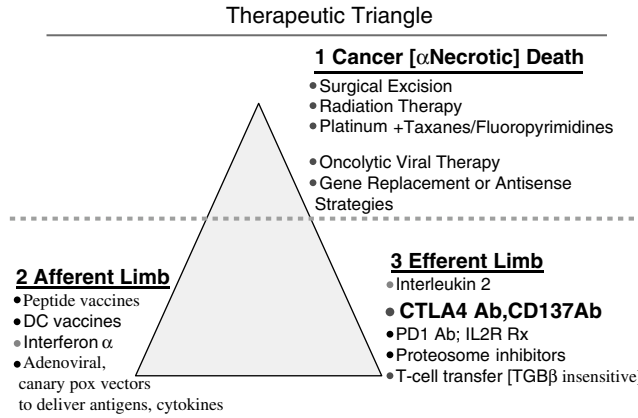 Therapeutic Triangle
1 Cancer [αNecrotic] Death
•Surgical Excision
•Radiation Therapy
•Platinum +Taxanes/Fluoropyrimidines
•Oncolytic Viral Therapy
•Gene Replacement or Antisense
Strategies
2 Afferent Limb
•Peptide vaccines
•DC vaccines
•Interferon α
•Adenoviral,
canary pox vectors
to deliver antigens, cytokines
3 Efferent Limb
•Interleukin 2
•CTLA4 Ab,CD137Ab
•PD1 Ab; IL2R Rx
•Proteosome inhibitors
•T-cell transfer [TGBβ insensitive]